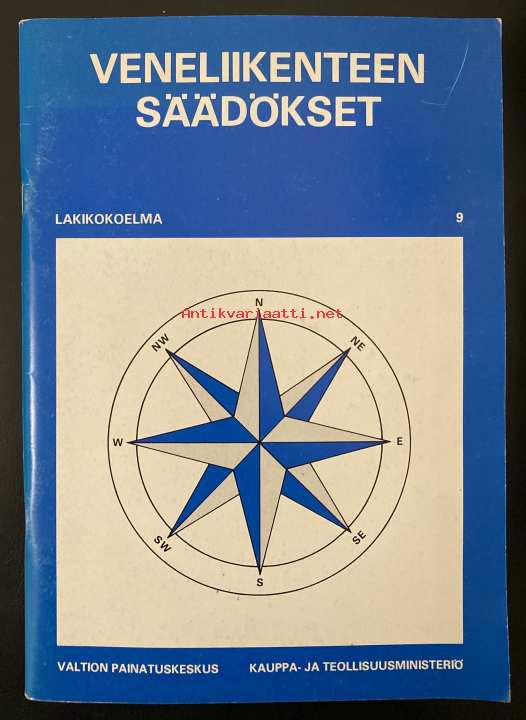 VENELIIKENTEEN
SÄÄDÖKSET
LAKIKOKOELMA 9
N
Antikvariaatti.net
NW NE
W E
SW SE
S
VALTION PAINATUSKESKUS KAUPPA- JA TEOLLISUUSMINISTERIÖ